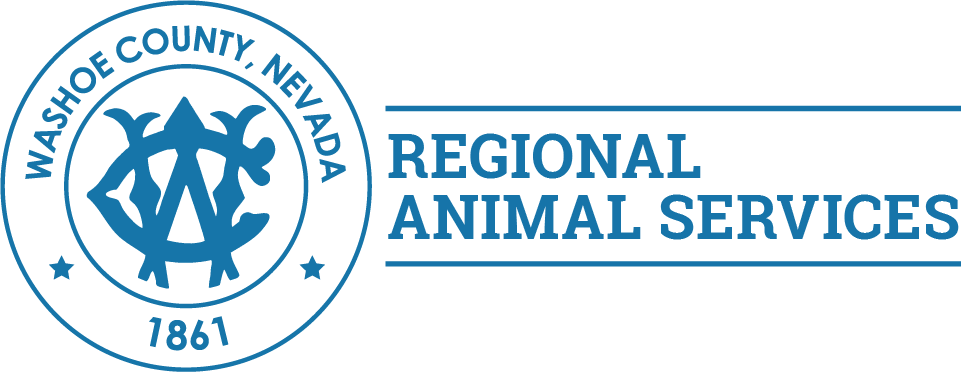 WASHOE COUNTY, NEVADA
1861
REGIONAL
ANIMAL SERVICES